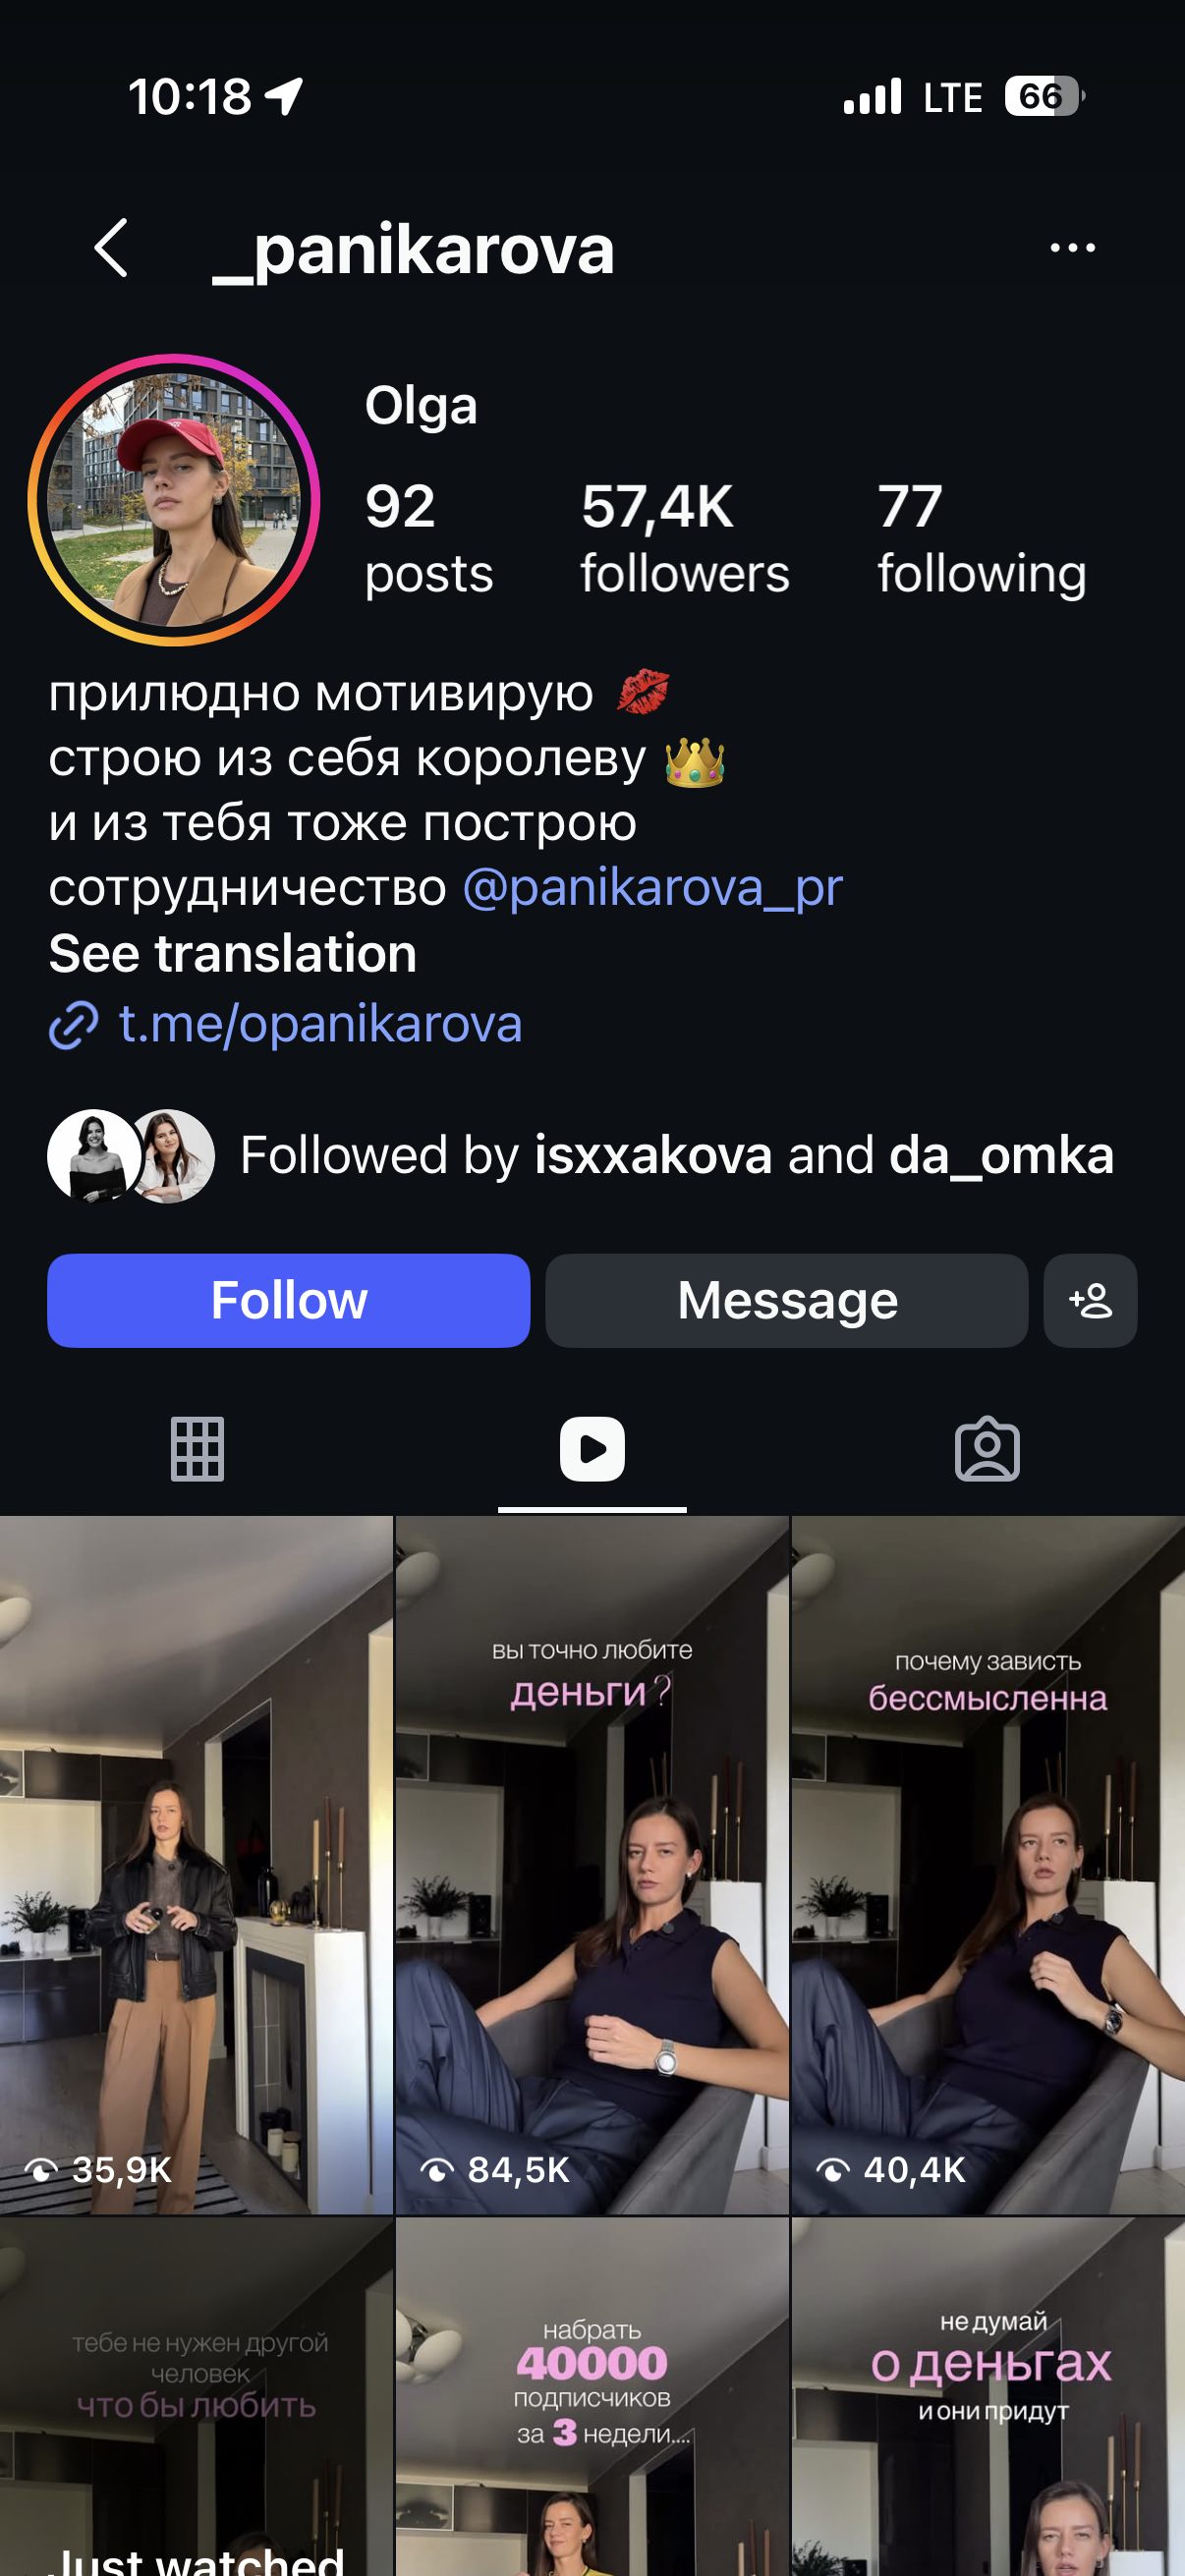 10:18
LTE 66
_panikarova
Olga
92 57,4K 77
posts followers following
прилюдно мотивирую 💋
строю из себя королеву 👑
и из тебя тоже построю
сотрудничество @panikarova_pr
See translation
t.me/opanikarova
Followed by isxxakova and da_omka
Follow Message
вы точно любите
деньги?
почему зависть
бессмысленна
35,9K 84,5K 40,4K
тебе не нужен другой
человек
что бы любить
Just watched
набрать
40000
подписчиков
за 3 недели....
не думай
о деньгах
и они придут